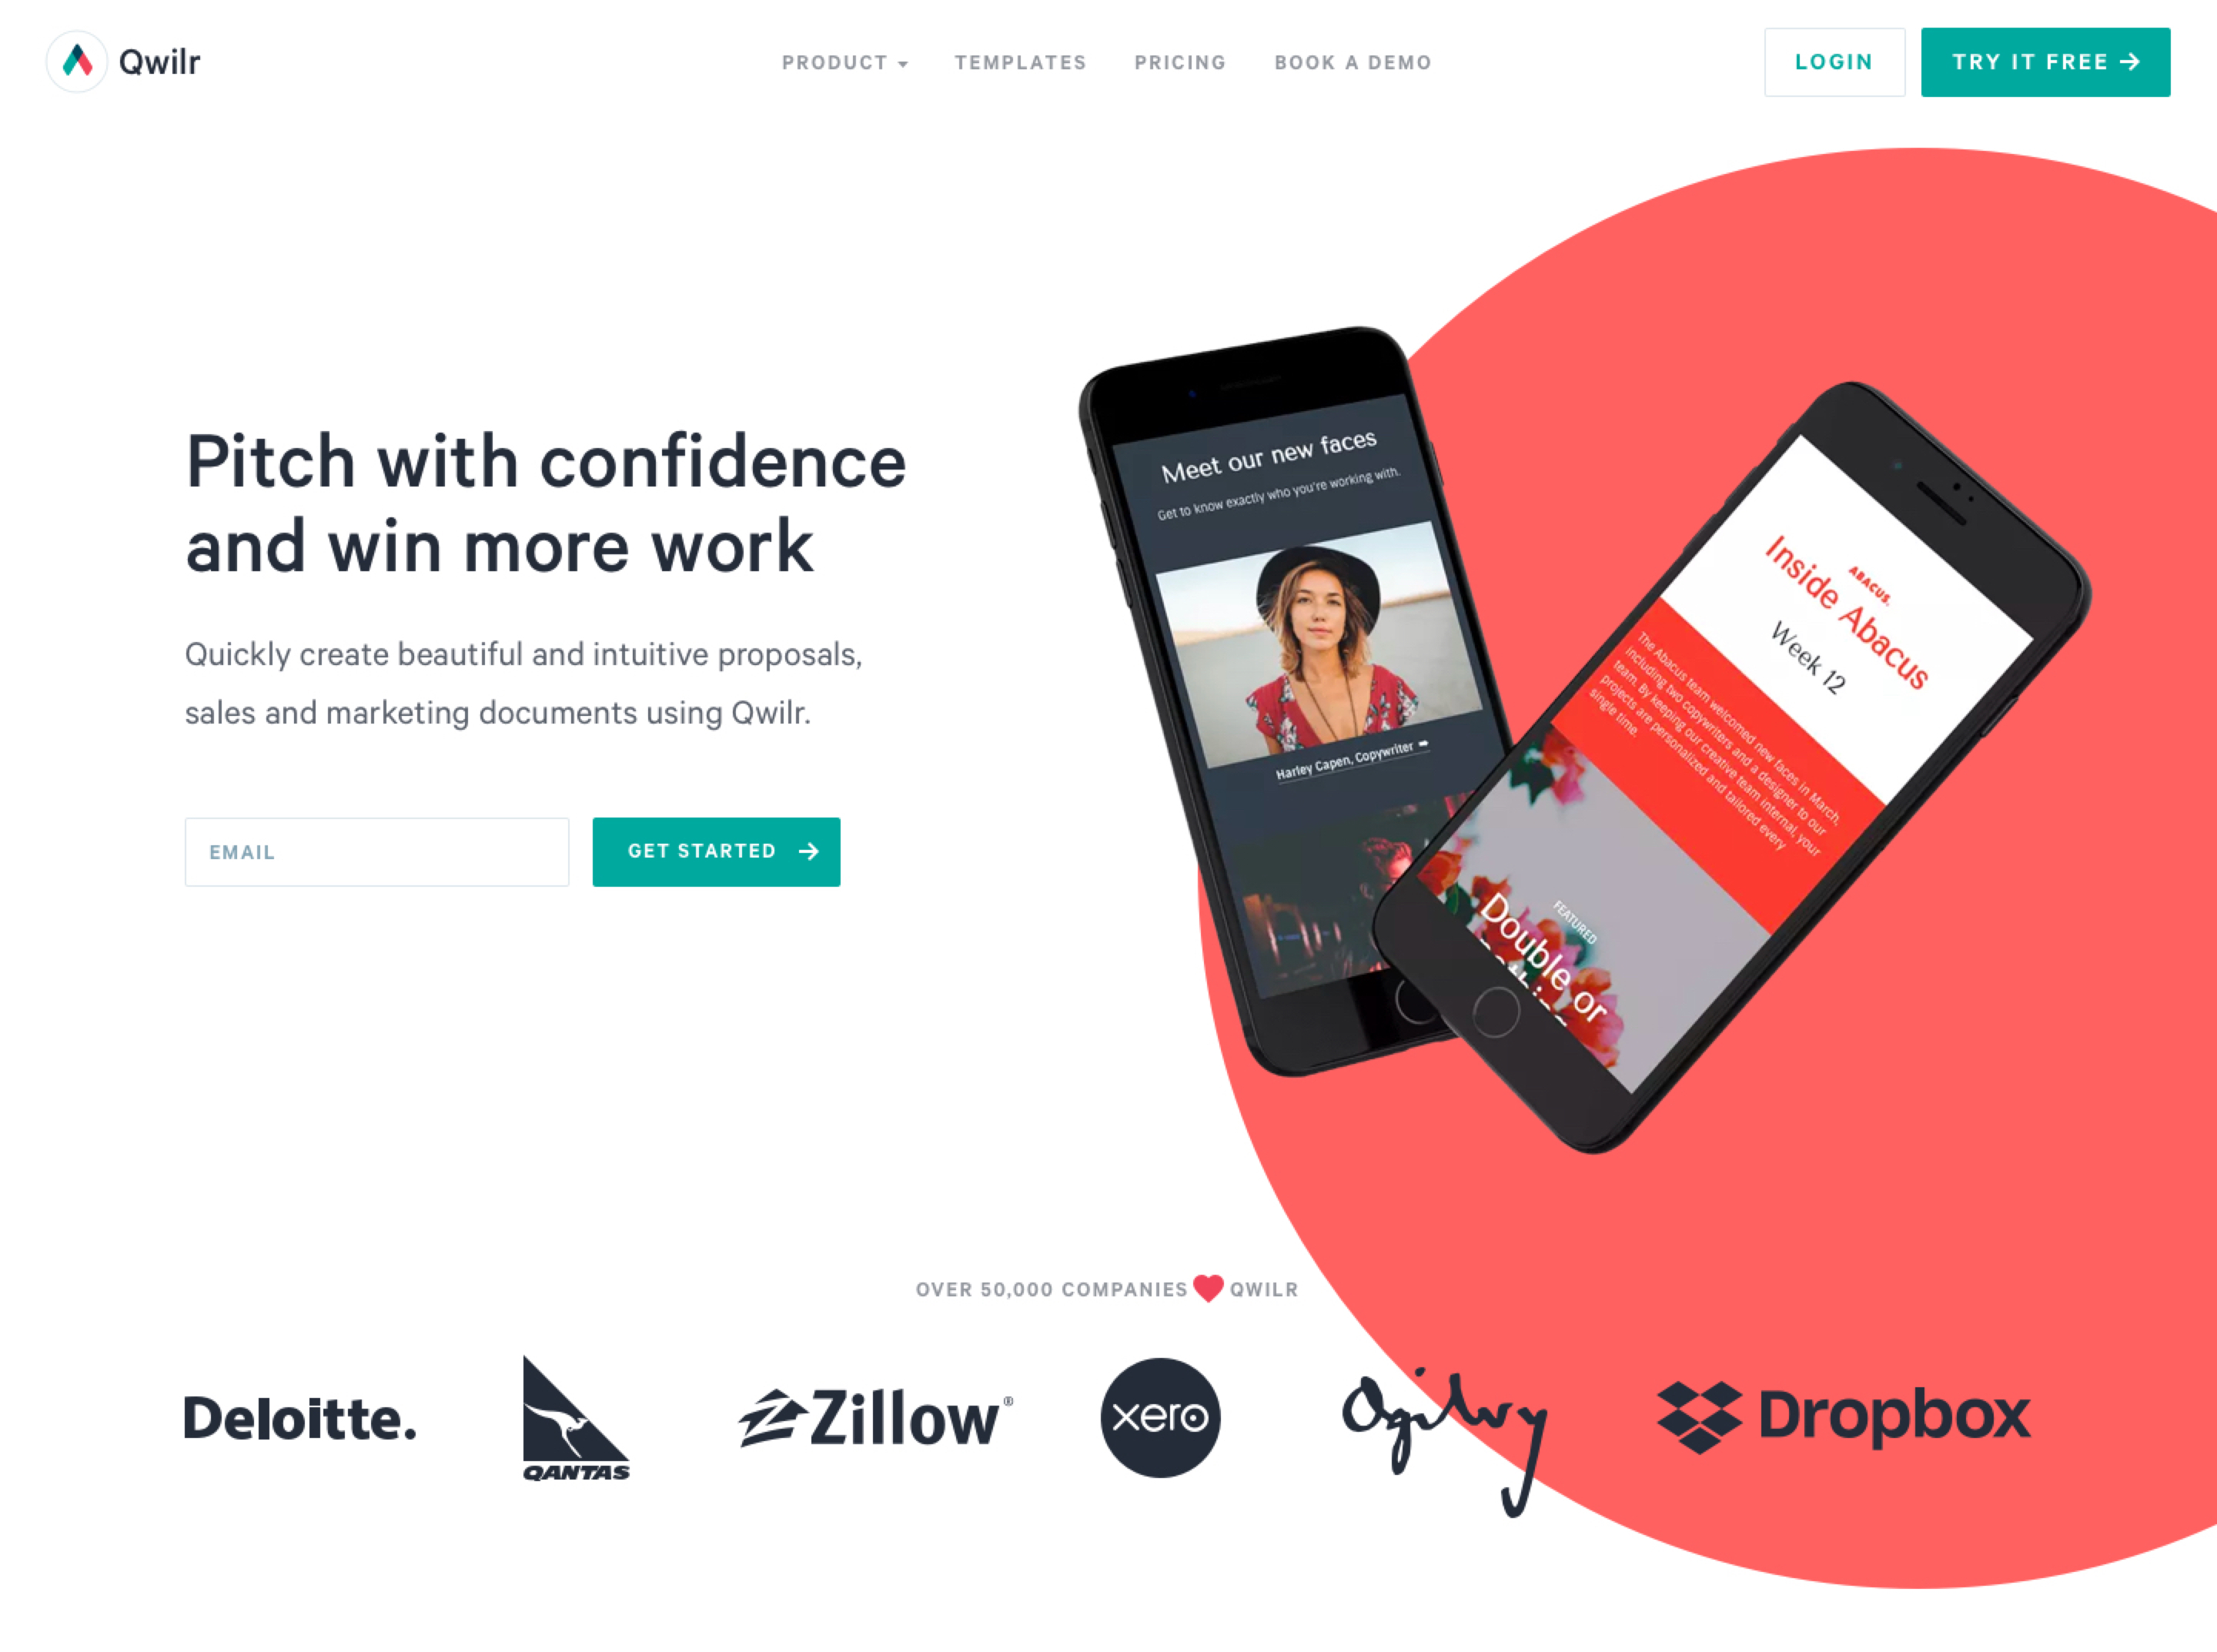 Qwilr
PRODUCT
TEMPLATES
PRICING
BOOK A DEMO
LOGIN
TRY IT FREE →
Pitch with confidence
and win more work
Quickly create beautiful and intuitive proposals,
sales and marketing documents using Qwilr.
EMAIL
GET STARTED →
Meet our new faces
Get to know exactly who you're working with.
Harley Capen, Copywriter ➡
ABACUS.
Inside Abacus
Week 12
The Abacus team welcomed new faces in March,
including two copywriters and a designer to our
team. By keeping our creative team internal, your
projects are personalized and tailored every
single time.
FEATURED
Double or
OVER 50,000 COMPANIES ♥ QWILR
Deloitte.
QANTAS
Zillow®
xero
Ogilvy
Dropbox